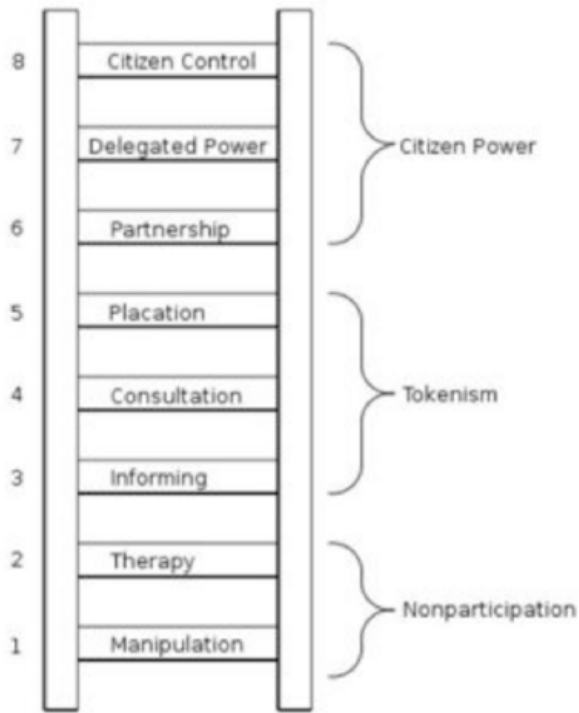 8 Citizen Control
7 Delegated Power
Citizen Power
6 Partnership
5 Placation
4 Consultation
Tokenism
3 Informing
2 Therapy
Nonparticipation
1 Manipulation